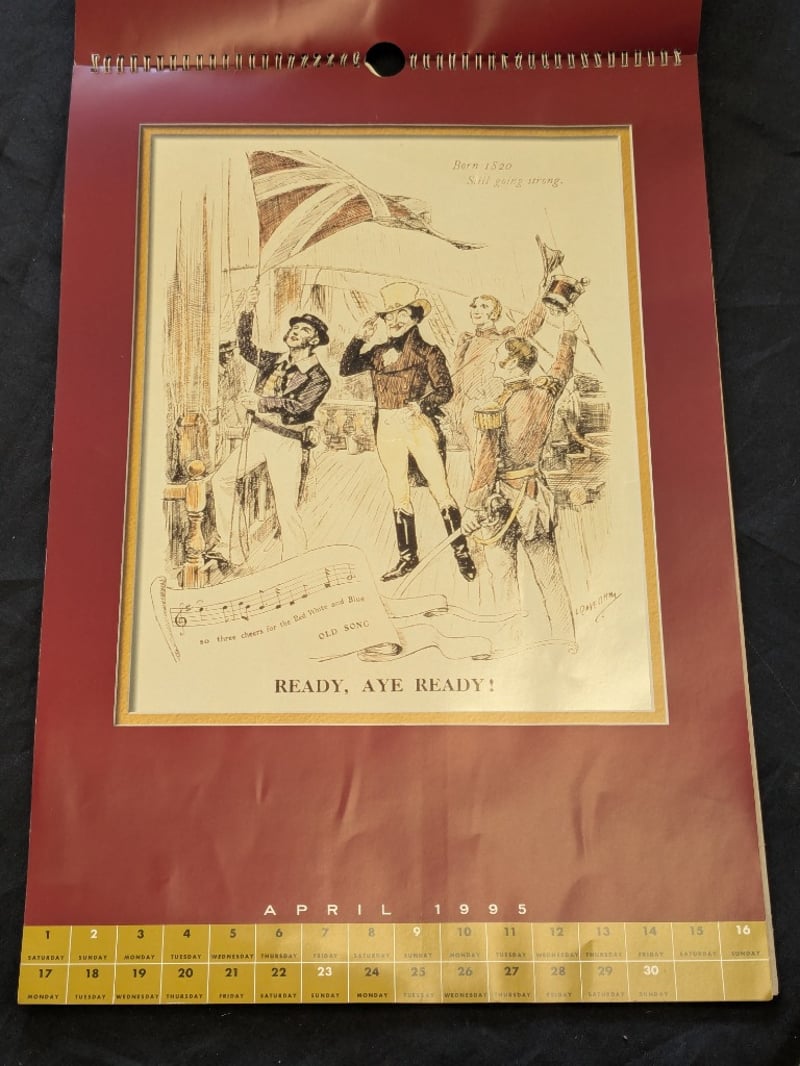 Born 1820
Still going strong.
so three cheers for the Red White and Blue
OLD SONG
READY, AYE READY!
APRIL 1995
1 2 3 4 5 6 7 8 9 10 11 12 13 14 15 16
SATURDAY SUNDAY MONDAY TUESDAY WEDNESDAY THURSDAY FRIDAY SATURDAY SUNDAY MONDAY TUESDAY WEDNESDAY THURSDAY FRIDAY SATURDAY SUNDAY
17 18 19 20 21 22 23 24 25 26 27 28 29 30
MONDAY TUESDAY WEDNESDAY THURSDAY FRIDAY SATURDAY SUNDAY MONDAY TUESDAY WEDNESDAY THURSDAY FRIDAY SATURDAY SUNDAY